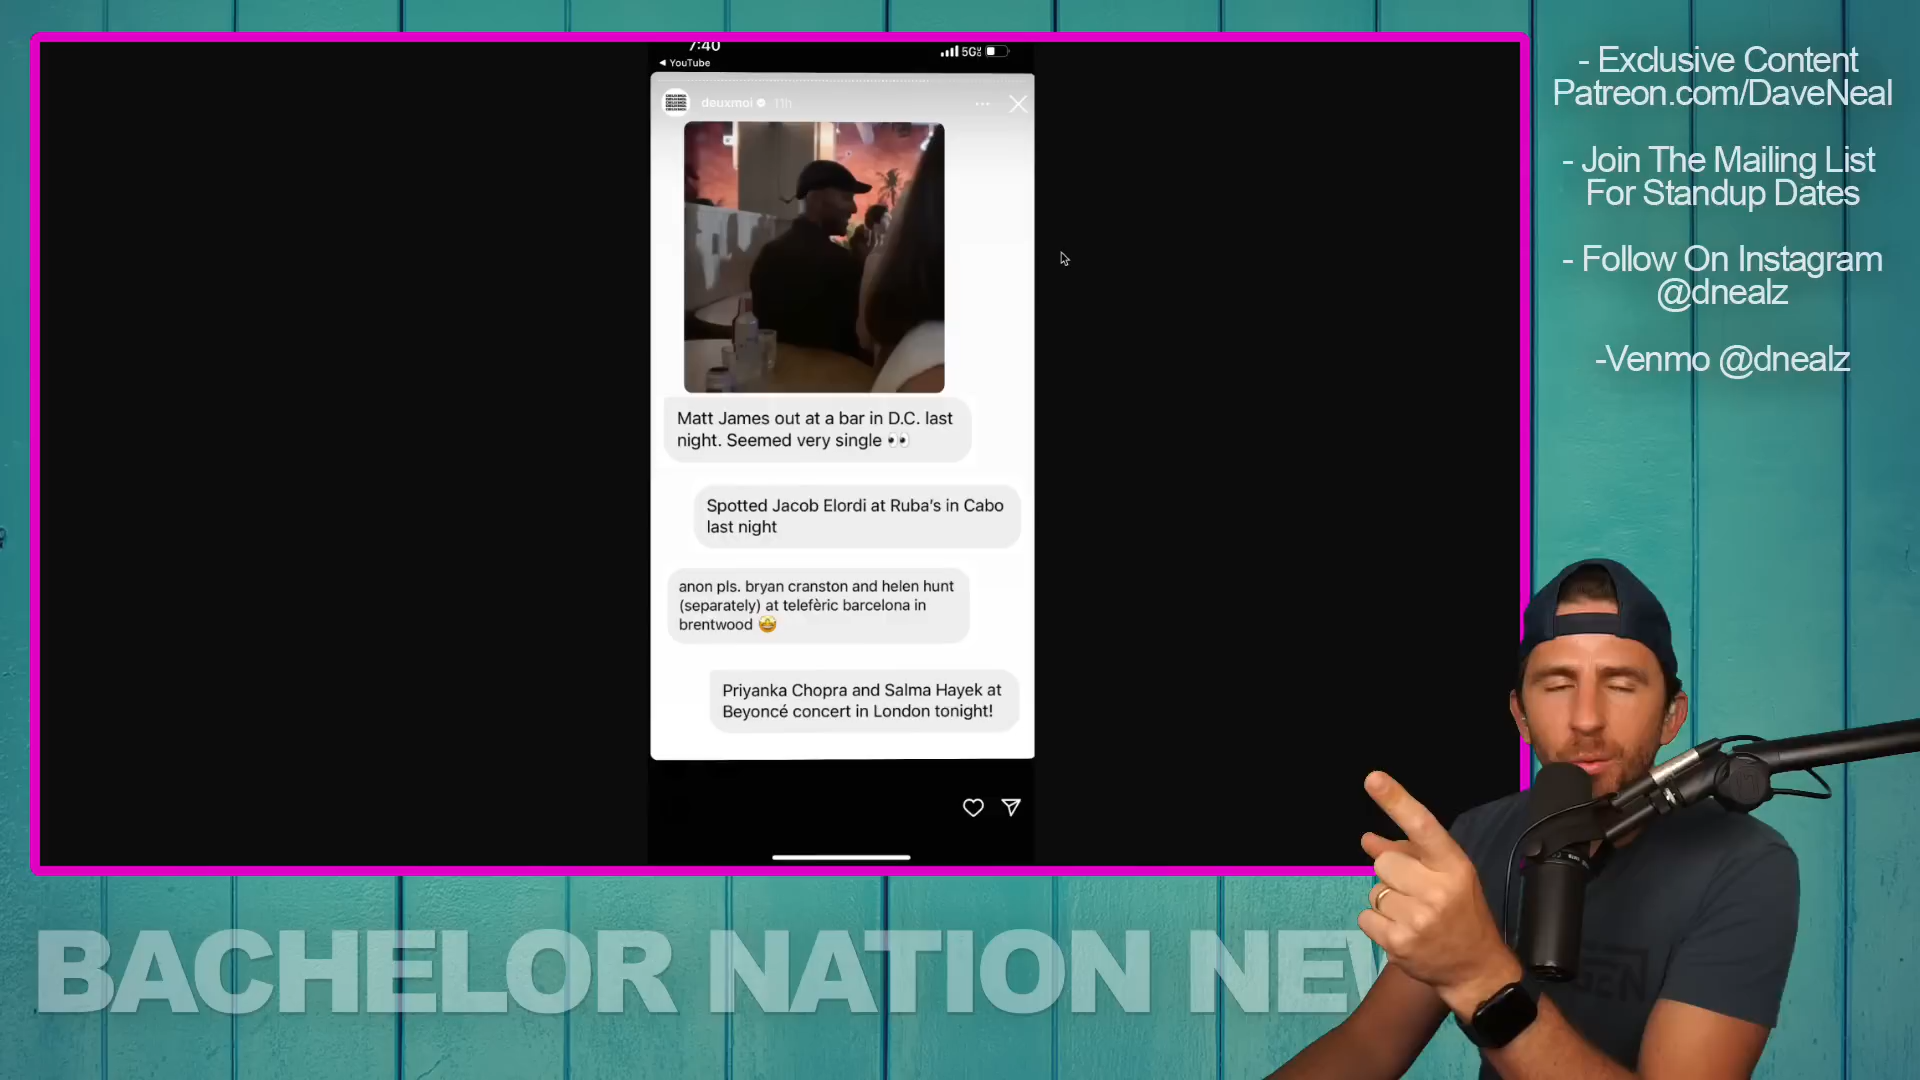 7:40
5G
YouTube
deuxmoi 11h
Matt James out at a bar in D.C. last
night. Seemed very single 👀
Spotted Jacob Elordi at Ruba's in Cabo
last night
anon pls. bryan cranston and helen hunt
(separately) at telefèric barcelona in
brentwood 🤩
Priyanka Chopra and Salma Hayek at
Beyoncé concert in London tonight!
- Exclusive Content
Patreon.com/DaveNeal
- Join The Mailing List
For Standup Dates
- Follow On Instagram
@dnealz
-Venmo @dnealz
BACHELOR NATION NEW